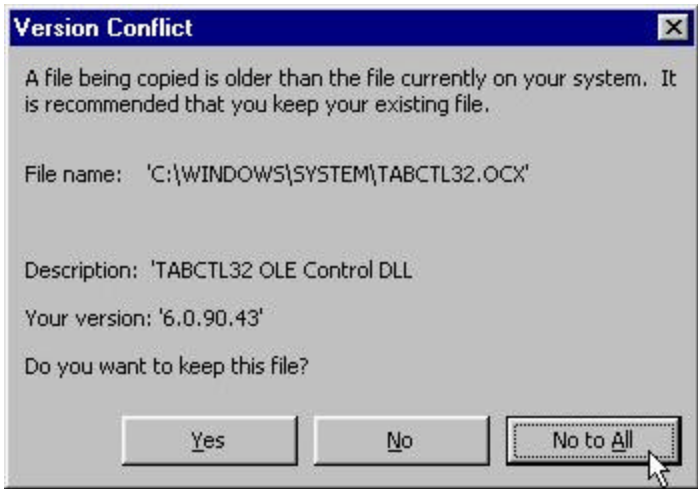 Version Conflict
A file being copied is older than the file currently on your system.  It
is recommended that you keep your existing file.
File name:   'C:\WINDOWS\SYSTEM\TABCTL32.OCX'
Description: 'TABCTL32 OLE Control DLL
Your version: '6.0.90.43'
Do you want to keep this file?
Yes
No
No to All